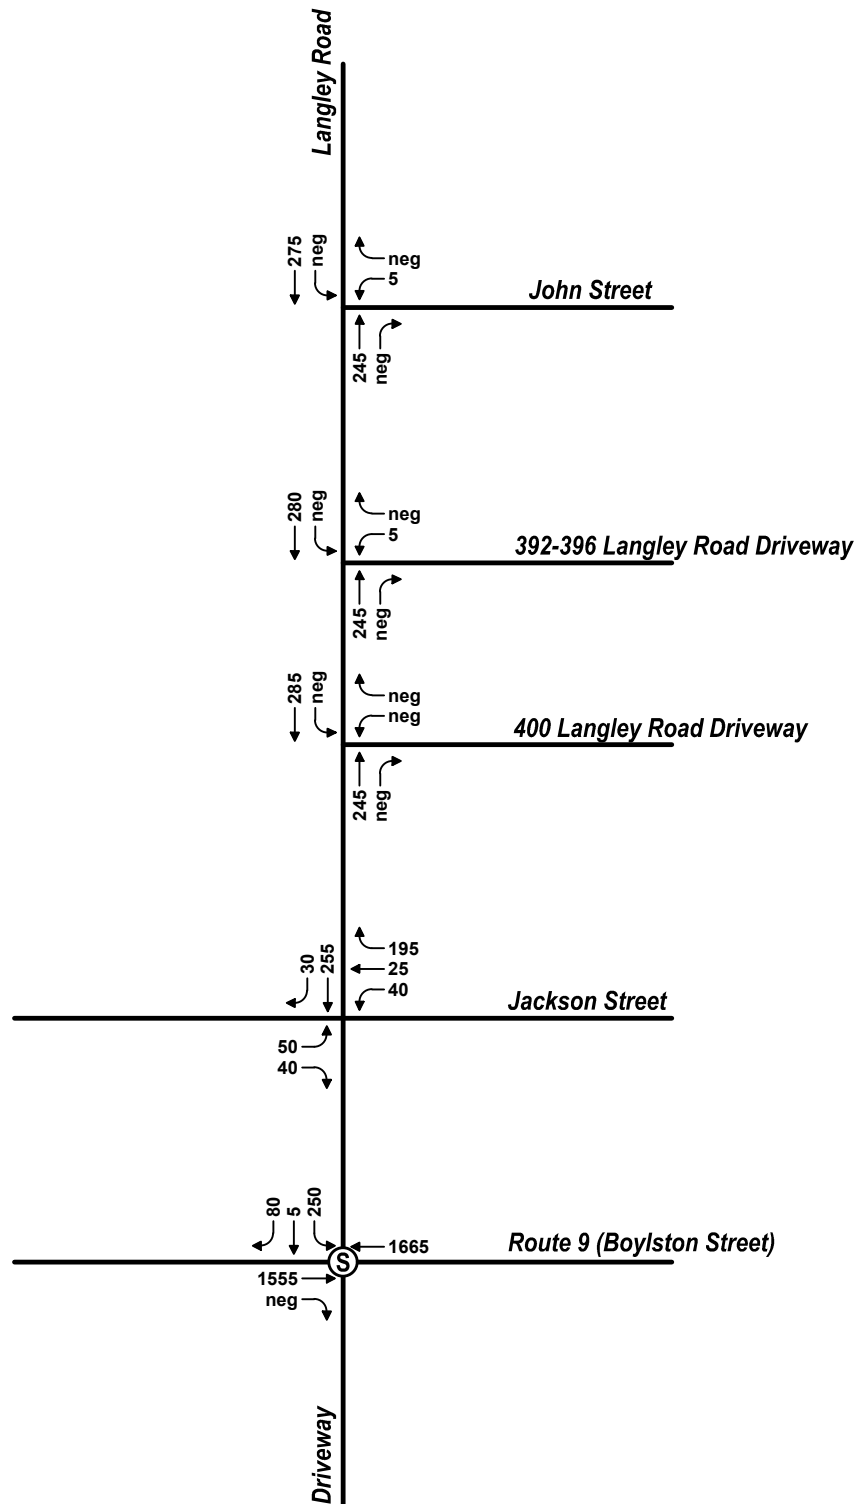 Langley Road
275
neg
neg
5
John Street
245
neg
280
neg
neg
5
392-396 Langley Road Driveway
245
neg
285
neg
neg
neg
400 Langley Road Driveway
245
neg
30
255
195
25
40
Jackson Street
50
40
80
5
250
1665
Route 9 (Boylston Street)
S
1555
neg
Driveway